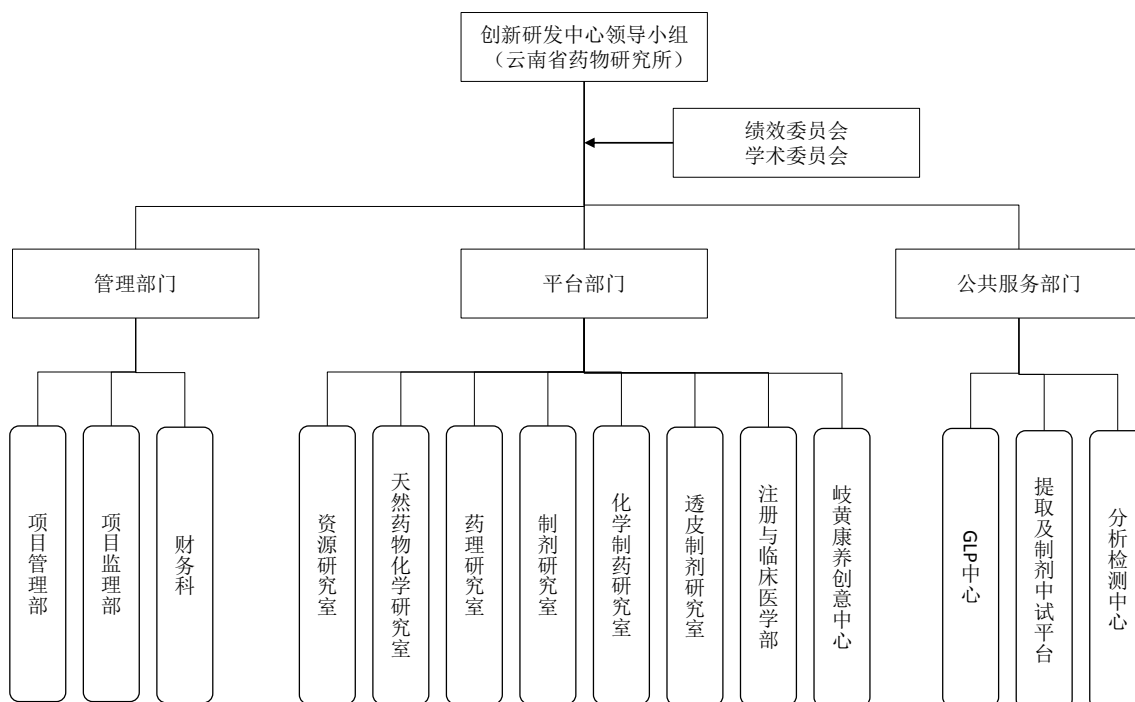 创新研发中心领导小组
（云南省药物研究所）
绩效委员会
学术委员会
管理部门
平台部门
公共服务部门
项目管理部
项目监理部
财务科
资源研究室
天然药物化学研究室
药理研究室
制剂研究室
化学制药研究室
透皮制剂研究室
注册与临床医学部
岐黄康养创意中心
GLP中心
提取及制剂中试平台
分析检测中心